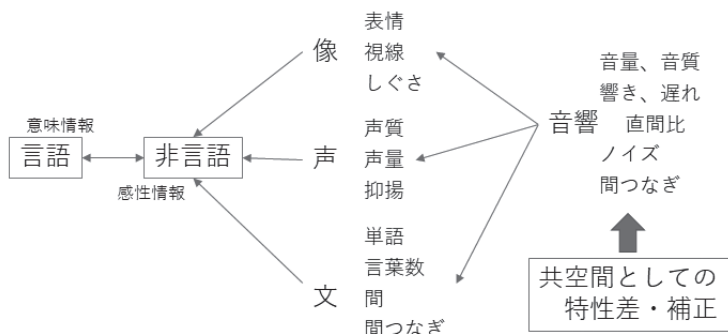 意味情報
言語
非言語
感性情報
像
表情
視線
しぐさ
声
声質
声量
抑揚
文
単語
言葉数
間
間つなぎ
音響
音量、音質
響き、遅れ
直間比
ノイズ
間つなぎ
共空間としての
特性差・補正